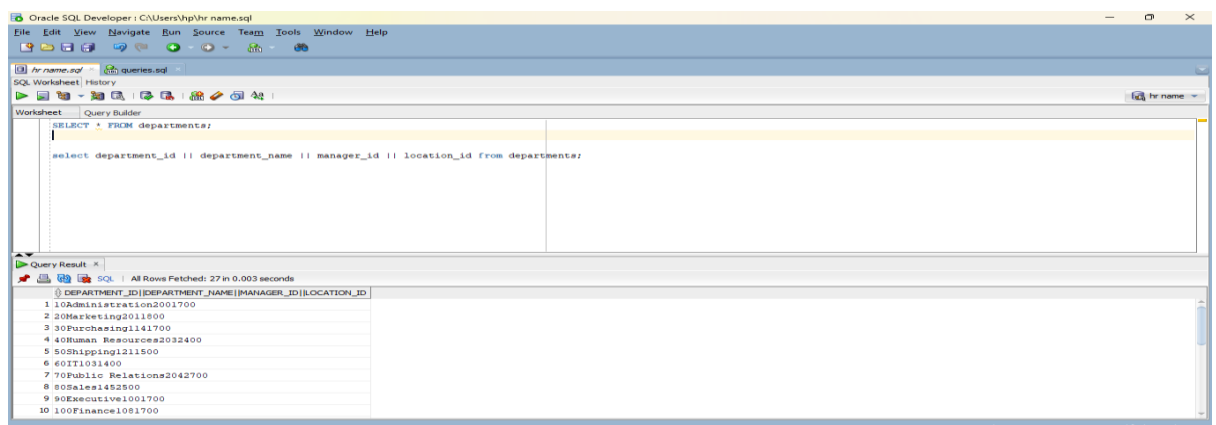 Oracle SQL Developer : C:\Users\hp\hr name.sql
File Edit View Navigate Run Source Team Tools Window Help
hr name.sql queries.sql
SQL Worksheet History
hr name
Worksheet Query Builder
SELECT * FROM departments;
select department_id || department_name || manager_id || location_id from departments;
Query Result
SQL | All Rows Fetched: 27 in 0.003 seconds
DEPARTMENT_ID||DEPARTMENT_NAME||MANAGER_ID||LOCATION_ID
1 10Administration2001700
2 20Marketing2011800
3 30Purchasing1141700
4 40Human Resources2032400
5 50Shipping1211500
6 60IT1031400
7 70Public Relations2042700
8 80Sales1452500
9 90Executive1001700
10 100Finance1081700